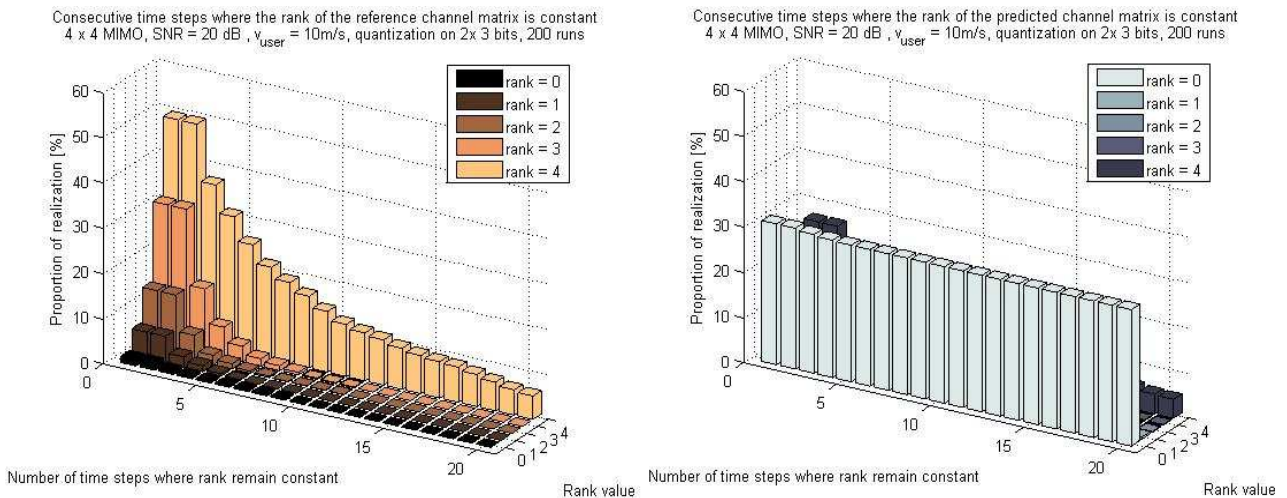 Consecutive time steps where the rank of the reference channel matrix is constant
4 x 4 MIMO, SNR = 20 dB , v_user = 10m/s, quantization on 2x 3 bits, 200 runs
rank = 0
rank = 1
rank = 2
rank = 3
rank = 4
Proportion of realization [%]
60
50
40
30
20
10
0
0
5
10
15
20
0
1
2
3
4
Number of time steps where rank remain constant
Rank value
Consecutive time steps where the rank of the predicted channel matrix is constant
4 x 4 MIMO, SNR = 20 dB , v_user = 10m/s, quantization on 2x 3 bits, 200 runs
rank = 0
rank = 1
rank = 2
rank = 3
rank = 4
Proportion of realization [%]
60
50
40
30
20
10
0
0
5
10
15
20
0
1
2
3
4
Number of time steps where rank remain constant
Rank value